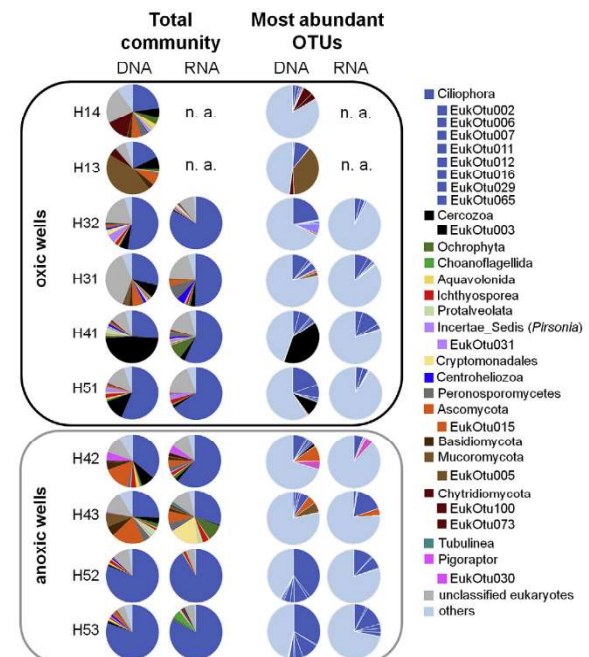 Total community
Most abundant OTUs
DNA RNA DNA RNA
oxic wells
H14 n. a. n. a.
H13 n. a. n. a.
H32
H31
H41
H51
anoxic wells
H42
H43
H52
H53
Ciliophora
EukOtu002
EukOtu006
EukOtu007
EukOtu011
EukOtu012
EukOtu016
EukOtu029
EukOtu065
Cercozoa
EukOtu003
Ochrophyta
Choanoflagellida
Aquavolonida
Ichthyosporea
Protalveolata
Incertae_Sedis (Pirsonia)
EukOtu031
Cryptomonadales
Centroheliozoa
Peronosporomycetes
Ascomycota
EukOtu015
Basidiomycota
Mucoromycota
EukOtu005
Chytridiomycota
EukOtu100
EukOtu073
Tubulinea
Pigoraptor
EukOtu030
unclassified eukaryotes
others